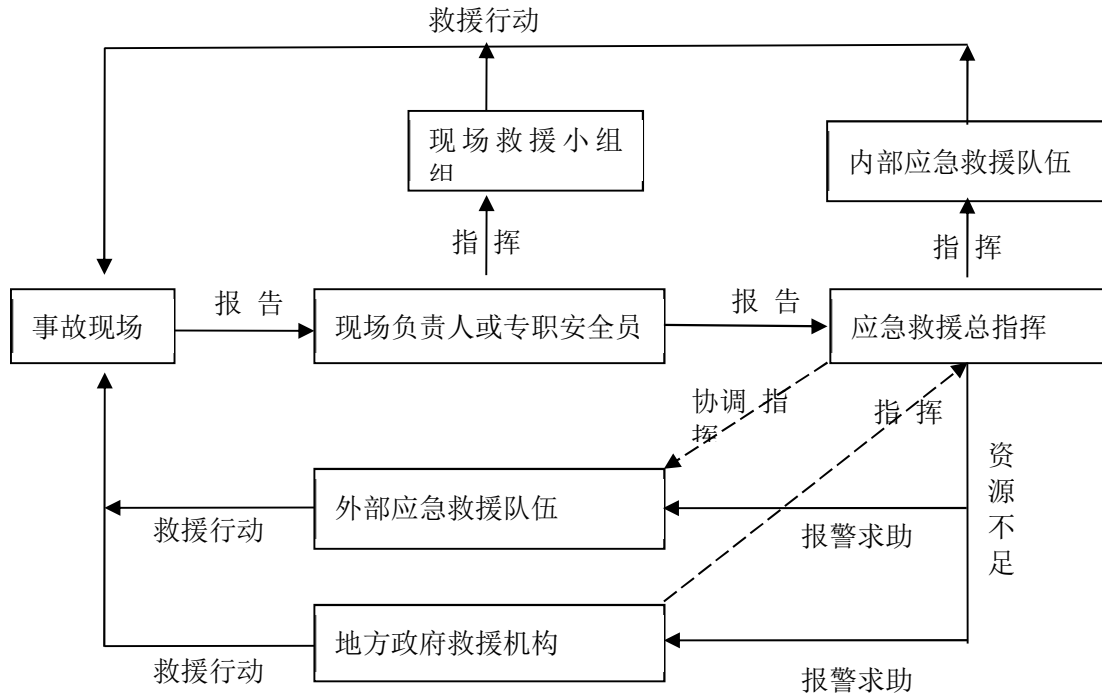 救援行动
现场救援小组
组
内部应急救援队伍
指 挥
指 挥
事故现场
报 告
现场负责人或专职安全员
报 告
应急救援总指挥
协调 指
挥
指 挥
资
源
不
足
外部应急救援队伍
救援行动
报警求助
地方政府救援机构
救援行动
报警求助